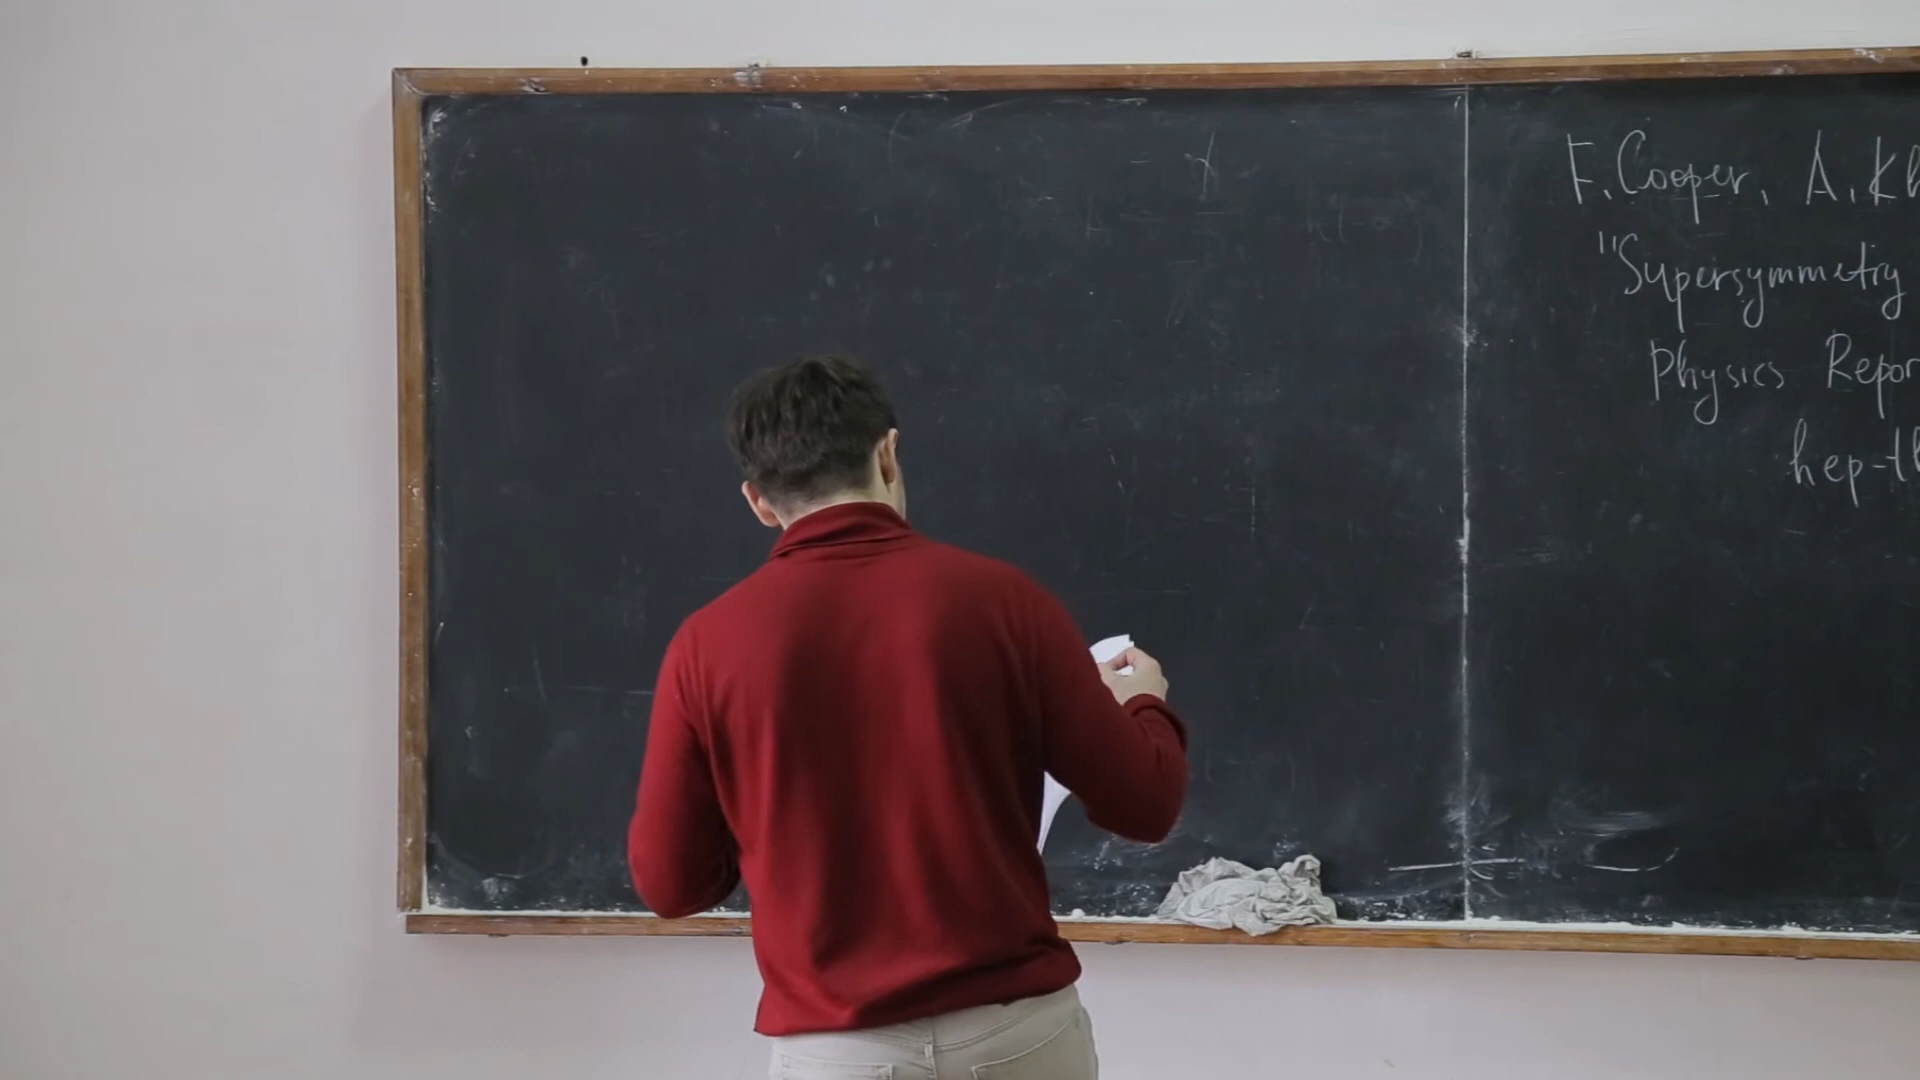 F. Cooper, A. Kh
"Supersymmetry
Physics Repor
hep-th